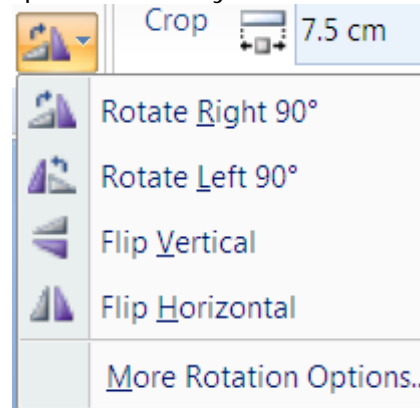 Crop
7.5 cm
Rotate Right 90°
Rotate Left 90°
Flip Vertical
Flip Horizontal
More Rotation Options..